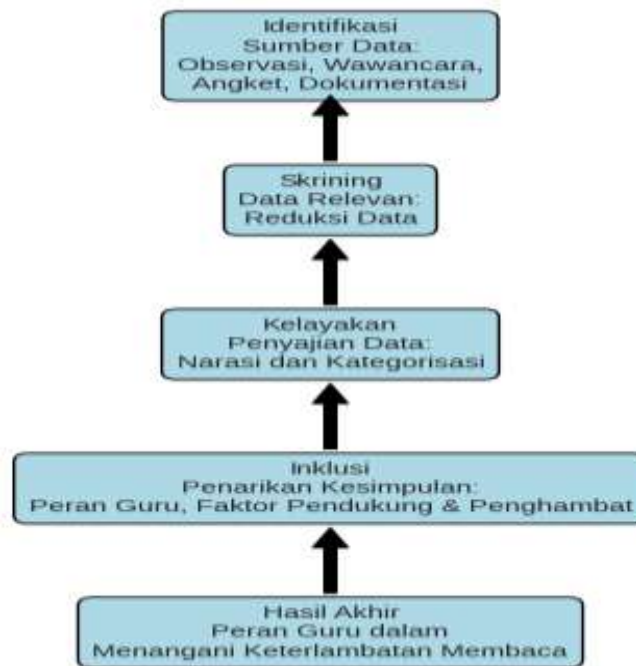 Identifikasi
Sumber Data:
Observasi, Wawancara,
Angket, Dokumentasi
Skrining
Data Relevan:
Reduksi Data
Kelayakan
Penyajian Data:
Narasi dan Kategorisasi
Inklusi
Penarikan Kesimpulan:
Peran Guru, Faktor Pendukung & Penghambat
Hasil Akhir
Peran Guru dalam
Menangani Keterlambatan Membaca